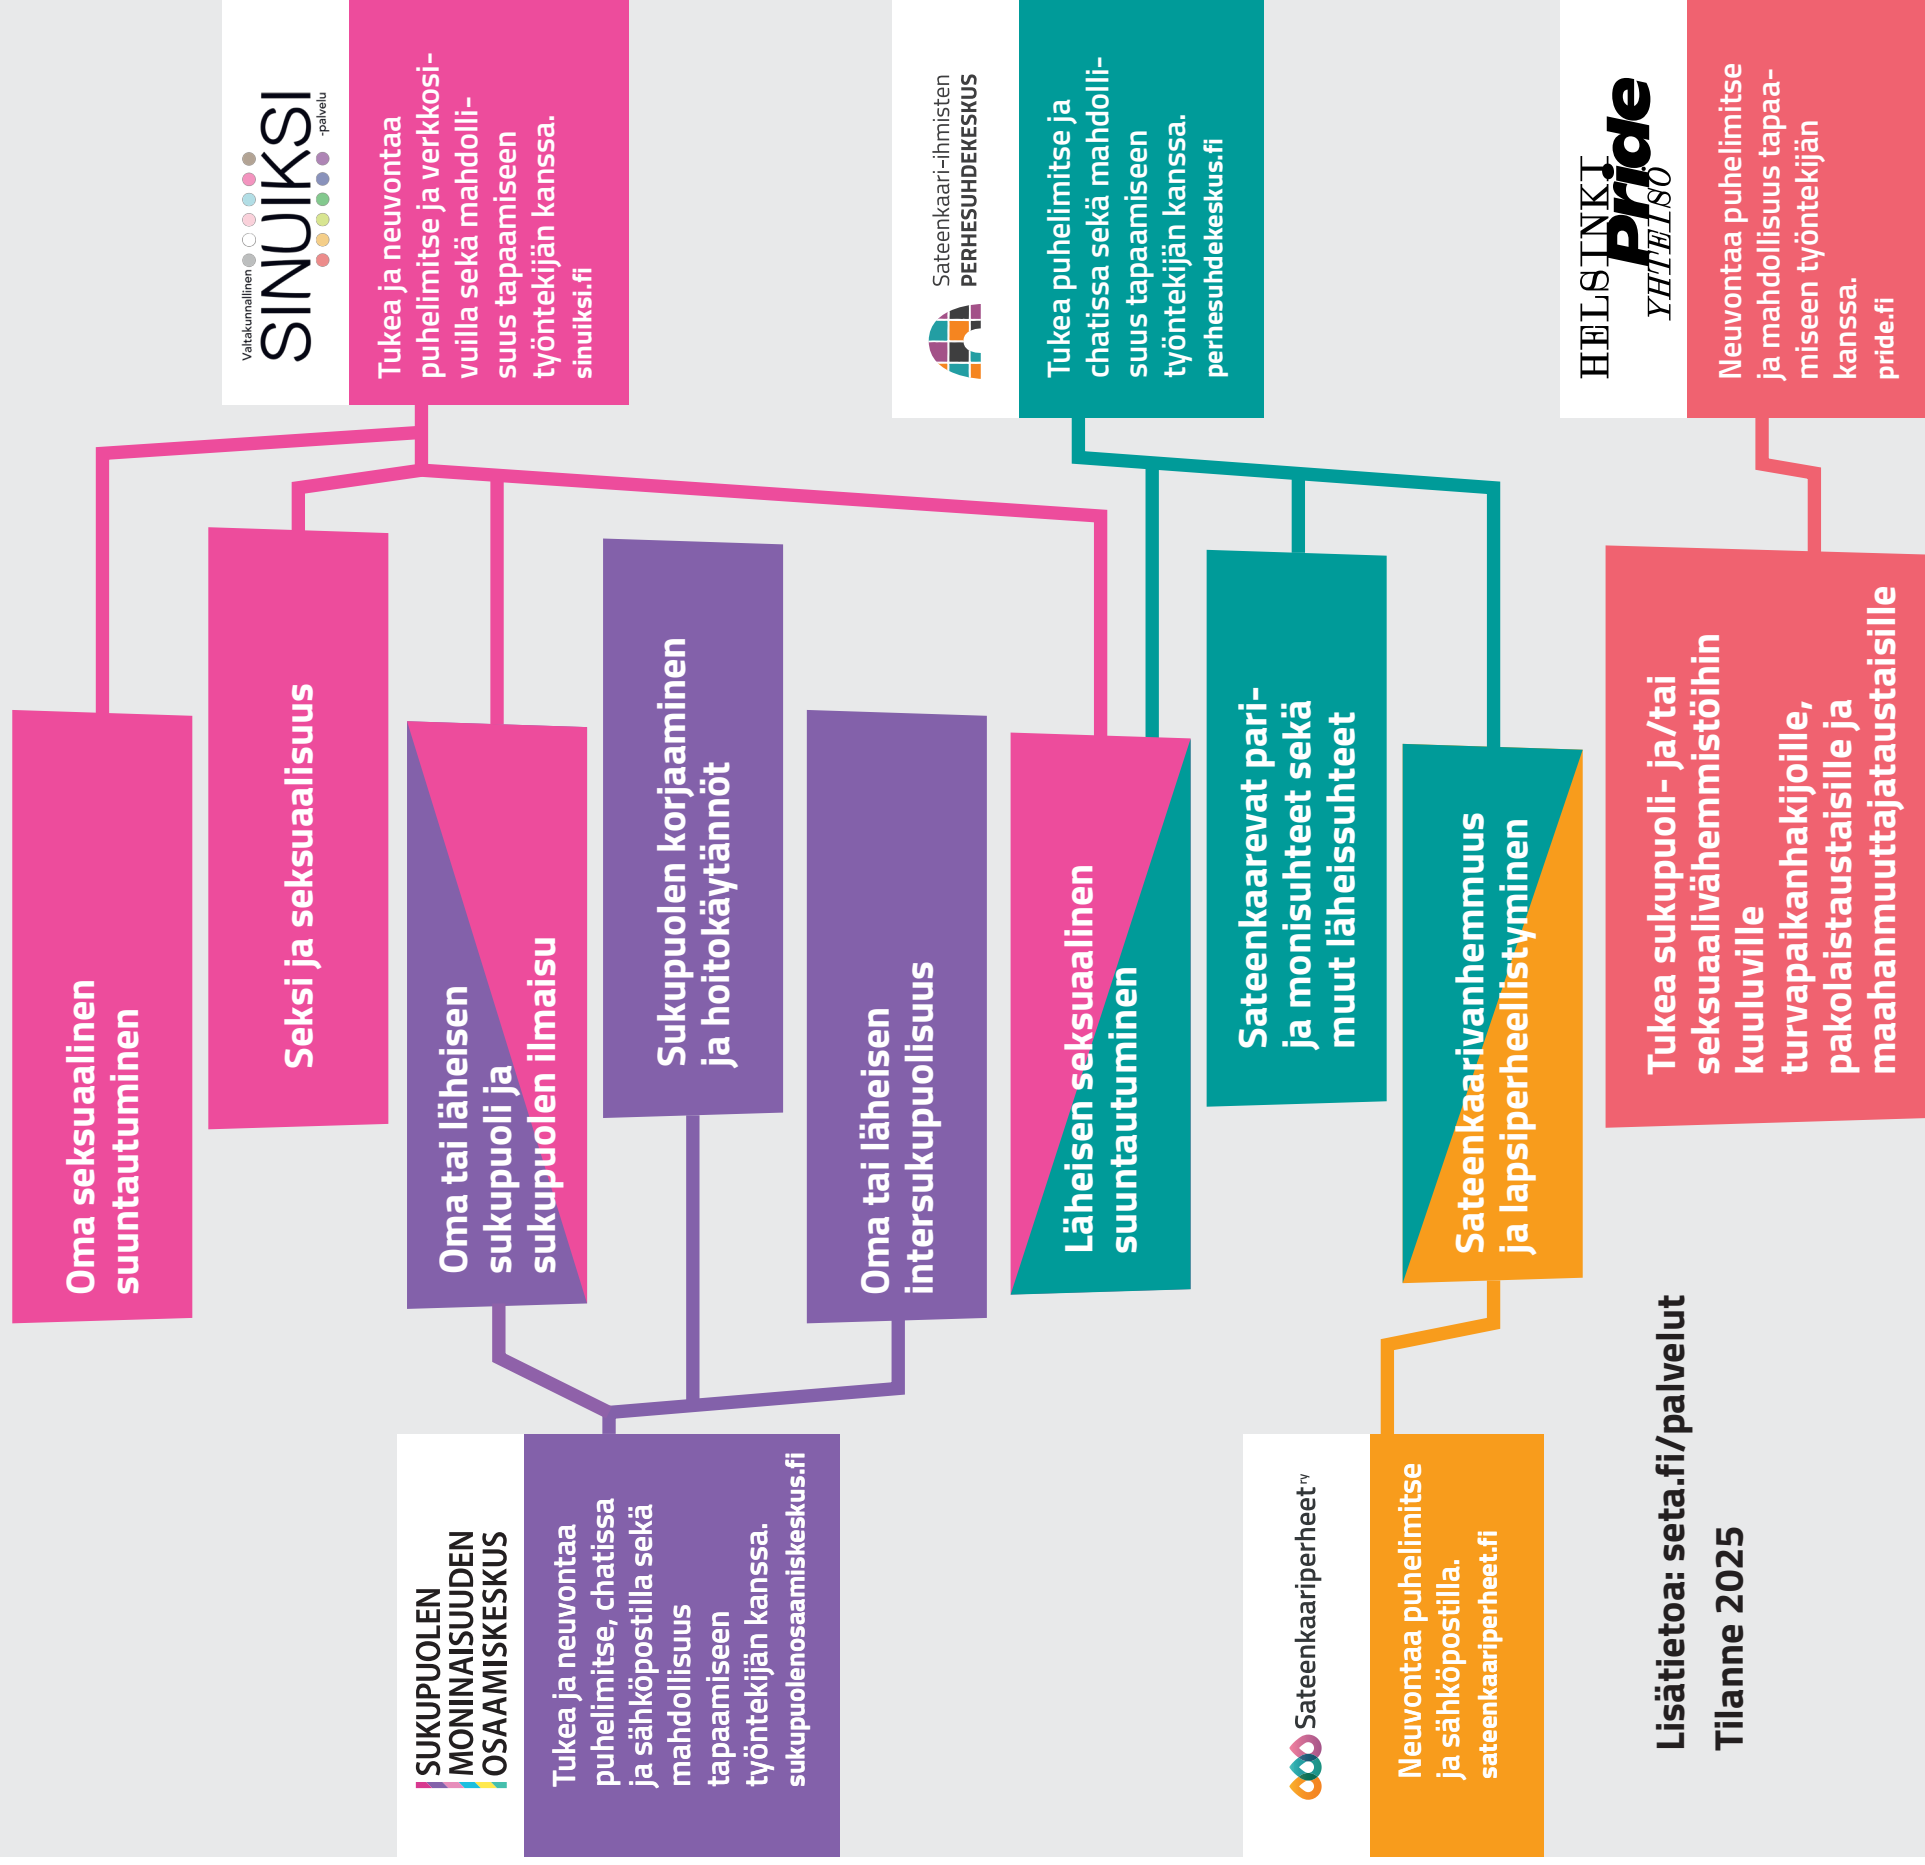 SUKUPUOLEN
MONINAISUUDEN
OSAAMISKESKUS
Tukea ja neuvontaa
puhelimitse, chatissa
ja sähköpostilla sekä
mahdollisuus
tapaamiseen
työntekijän kanssa.
sukupuolenosaamiskeskus.fi
Sateenkaariperheet ry
Neuvontaa puhelimitse
ja sähköpostilla.
sateenkaariperheet.fi
Lisätietoa: seta.fi/palvelut
Tilanne 2025
Oma seksuaalinen
suuntautuminen
Seksi ja seksuaalisuus
Oma tai läheisen
sukupuoli ja
sukupuolen ilmaisu
Sukupuolen korjaaminen
ja hoitokäytännöt
Oma tai läheisen
intersukupuolisuus
Läheisen seksuaalinen
suuntautuminen
Sateenkaarevat pari-
ja monisuhteet sekä
muut läheissuhteet
Sateenkaarivanhemmuus
ja lapsiperheellistyminen
Tukea sukupuoli- ja/tai
seksuaalivähemmistöihin
kuuluville
turvapaikanhakijoille,
pakolaistaustaisille ja
maahanmuuttajataustaisille
Valtakunnallinen
SINUIKSI
-palvelu
Tukea ja neuvontaa
puhelimitse ja verkkosi-
vuilla sekä mahdolli-
suus tapaamiseen
työntekijän kanssa.
sinuiksi.fi
Sateenkaari-ihmisten
PERHESUHDEKESKUS
Tukea puhelimitse ja
chatissa sekä mahdolli-
suus tapaamiseen
työntekijän kanssa.
perhesuhdekeskus.fi
HELSINKI
Pride
YHTEISÖ
Neuvontaa puhelimitse
ja mahdollisuus tapaa-
miseen työntekijän
kanssa.
pride.fi